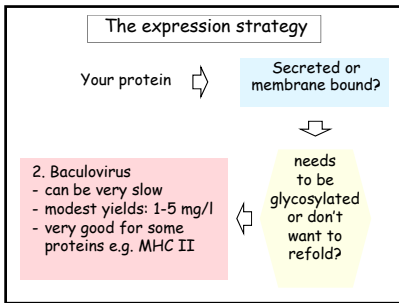 The expression strategy
Your protein
Secreted or
membrane bound?
needs
to be
glycosylated
or don't
want to
refold?
2. Baculovirus
- can be very slow
- modest yields: 1-5 mg/l
- very good for some
proteins e.g. MHC II